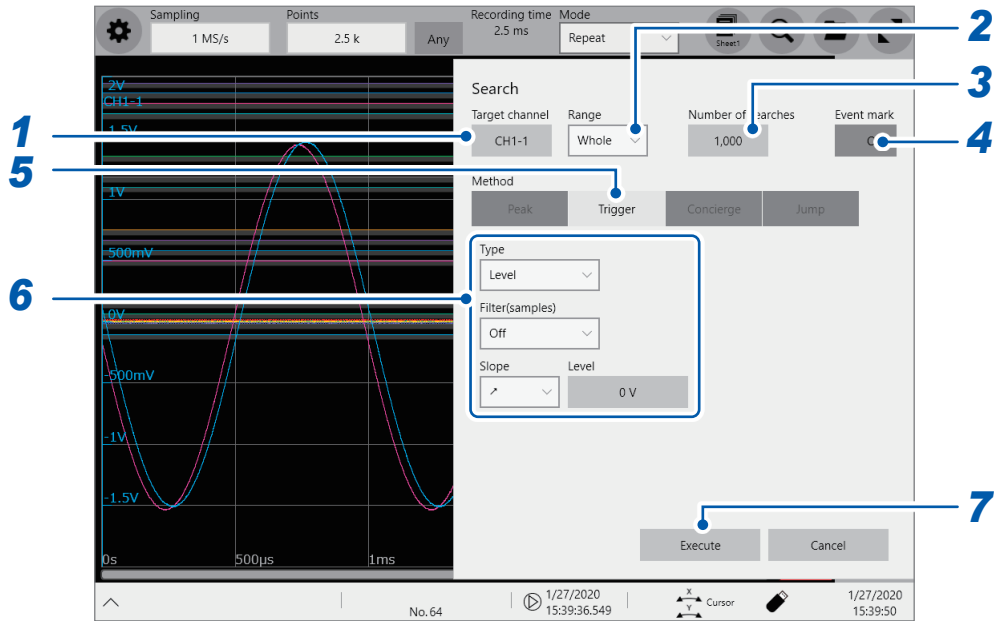 Sampling
Points
Recording time
Mode
1 MS/s
2.5 k
Any
2.5 ms
Repeat
Sheet1
2
Search
3
Target channel
Range
Number of searches
Event mark
1
CH1-1
Whole
1,000
4
5
Method
Peak
Trigger
Concierge
Jump
6
Type
Level
Filter(samples)
Off
Slope
Level
↗
0 V
7
Execute
Cancel
2V
CH1-1
1.5V
1V
500mV
0V
-500mV
-1V
-1.5V
0s
500µs
1ms
No. 64
1/27/2020
15:39:36.549
X
Y
Cursor
1/27/2020
15:39:50